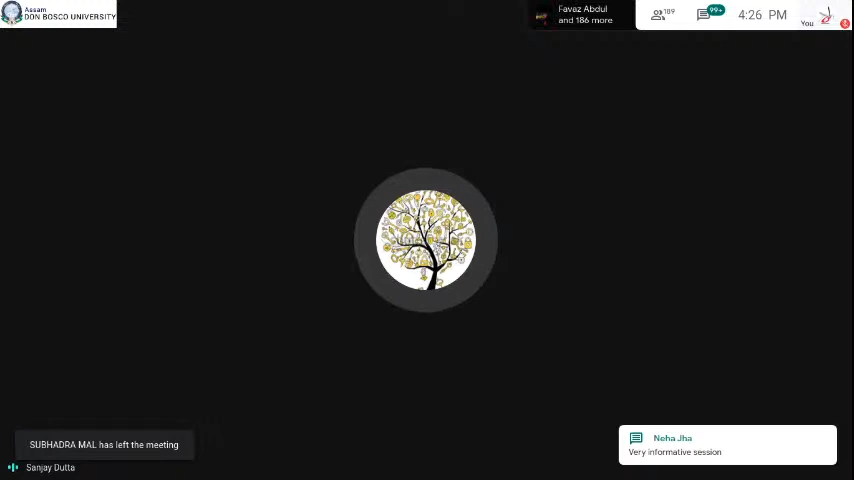 Assam
DON BOSCO UNIVERSITY
Favaz Abdul
and 186 more
189
99+
4:26 PM
You
SUBHADRA MAL has left the meeting
Sanjay Dutta
Neha Jha
Very informative session